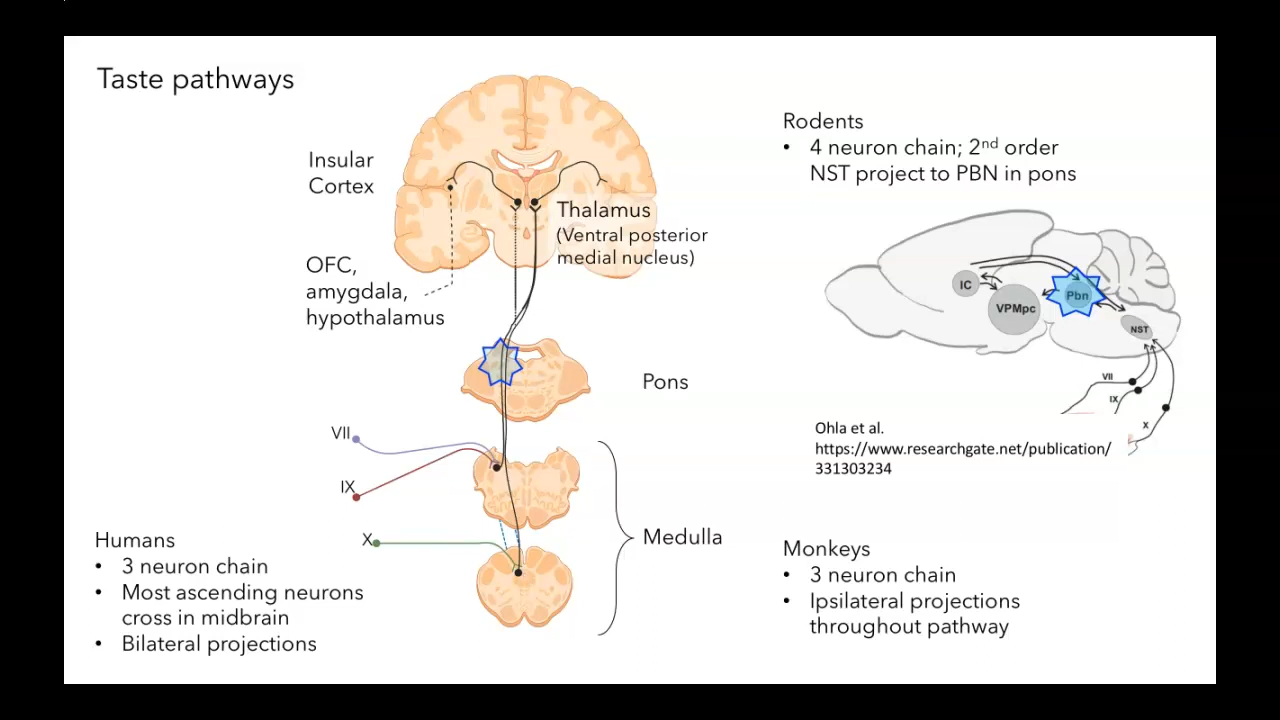 Taste pathways
Insular
Cortex
Thalamus
(Ventral posterior
medial nucleus)
OFC,
amygdala,
hypothalamus
Pons
VII
IX
X
Medulla
Humans
• 3 neuron chain
• Most ascending neurons
cross in midbrain
• Bilateral projections
Rodents
• 4 neuron chain; 2nd order
NST project to PBN in pons
IC
VPMpc
Pbn
NST
VII
IX
X
Ohla et al.
https://www.researchgate.net/publication/
331303234
Monkeys
• 3 neuron chain
• Ipsilateral projections
throughout pathway